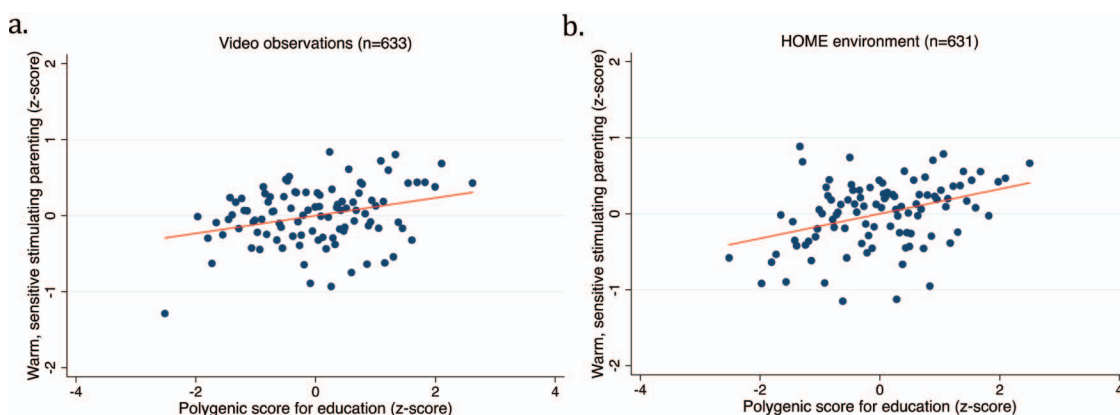 a.
Video observations (n=633)
Warm, sensitive stimulating parenting (z-score)
2
1
0
-1
-2
-4
-2
0
2
4
Polygenic score for education (z-score)
b.
HOME environment (n=631)
Warm, sensitive stimulating parenting (z-score)
2
1
0
-1
-2
-4
-2
0
2
4
Polygenic score for education (z-score)